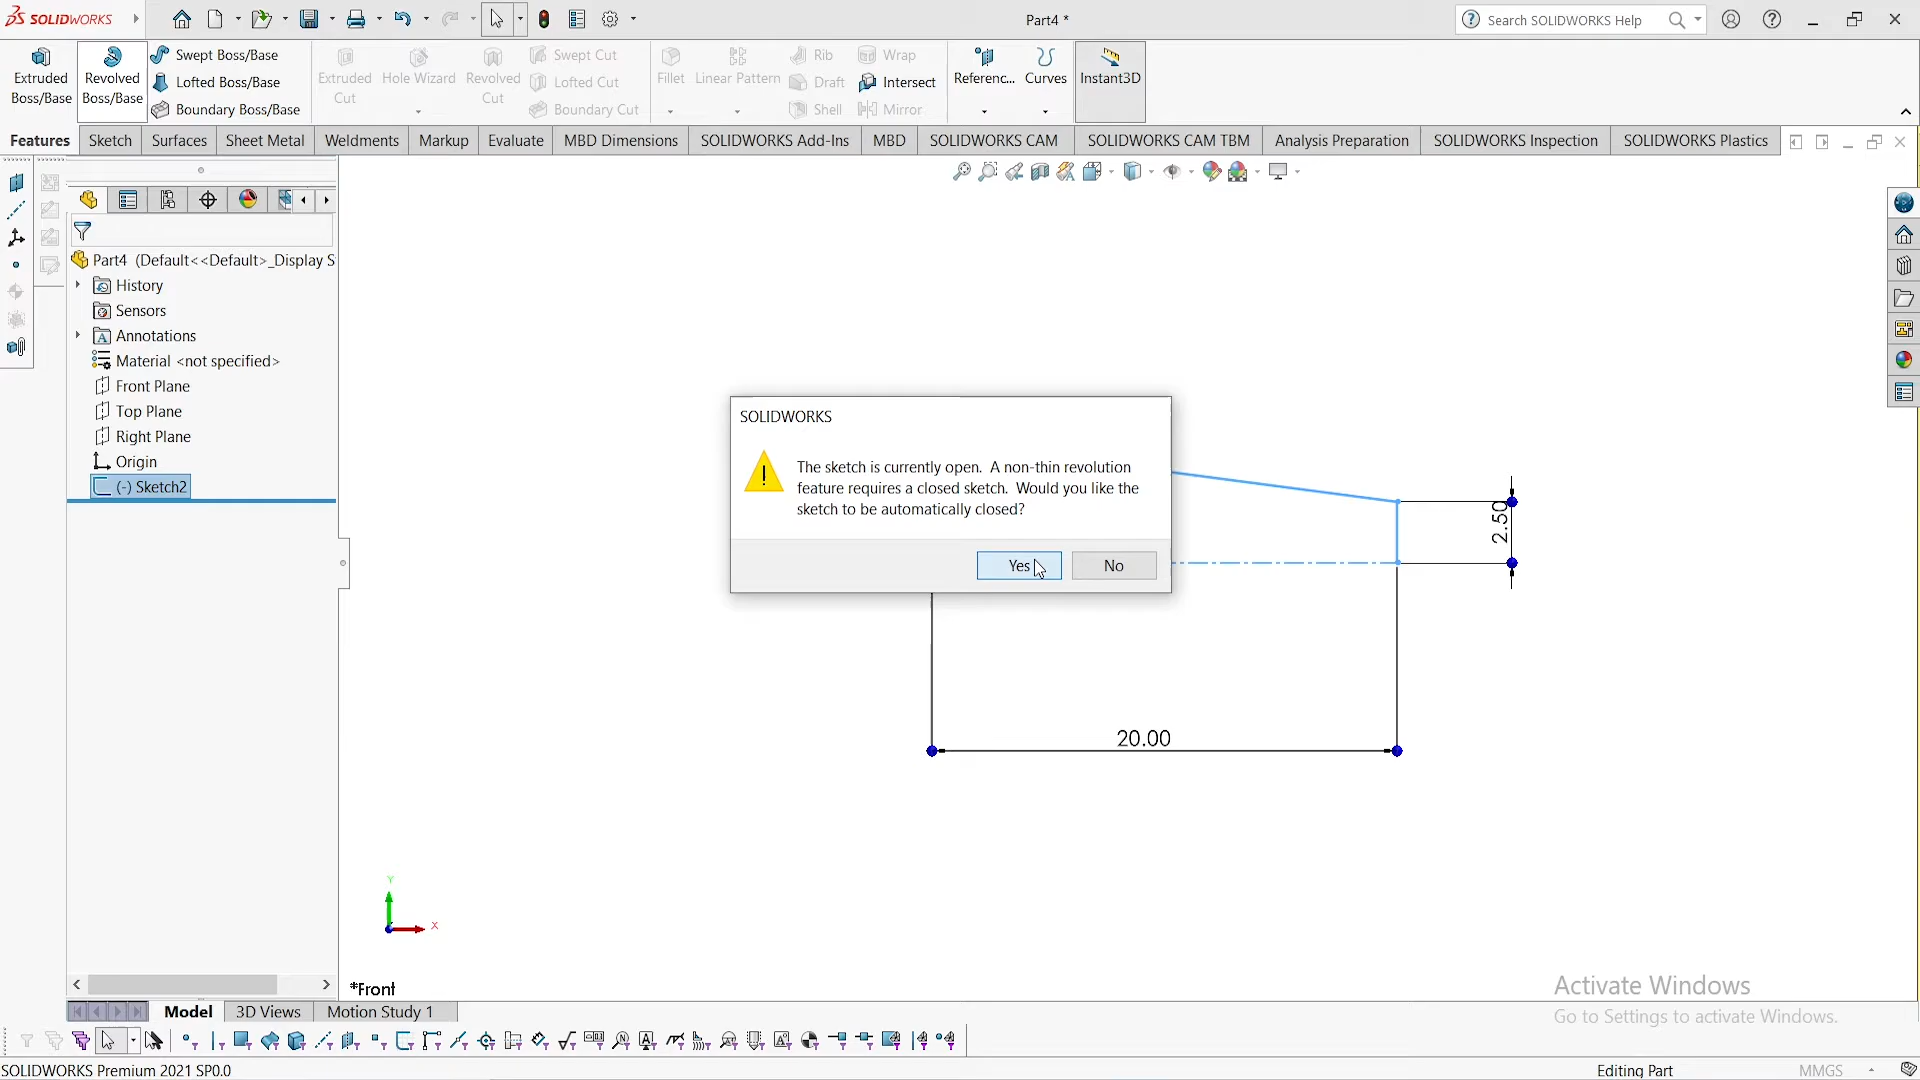 SOLIDWORKS
Part4 *
Search SOLIDWORKS Help
Extruded Boss/Base
Revolved Boss/Base
Swept Boss/Base
Lofted Boss/Base
Boundary Boss/Base
Extruded Cut
Hole Wizard
Revolved Cut
Swept Cut
Lofted Cut
Boundary Cut
Fillet
Linear Pattern
Rib
Draft
Shell
Wrap
Intersect
Mirror
Referenc...
Curves
Instant3D
Features
Sketch
Surfaces
Sheet Metal
Weldments
Markup
Evaluate
MBD Dimensions
SOLIDWORKS Add-Ins
MBD
SOLIDWORKS CAM
SOLIDWORKS CAM TBM
Analysis Preparation
SOLIDWORKS Inspection
SOLIDWORKS Plastics
Part4 (Default<<Default>_Display S
History
Sensors
Annotations
Material <not specified>
Front Plane
Top Plane
Right Plane
Origin
(-) Sketch2
SOLIDWORKS
The sketch is currently open. A non-thin revolution
feature requires a closed sketch. Would you like the
sketch to be automatically closed?
Yes
No
2.50
20.00
Y
X
*Front
Activate Windows
Go to Settings to activate Windows.
Model
3D Views
Motion Study 1
SOLIDWORKS Premium 2021 SP0.0
Editing Part
MMGS